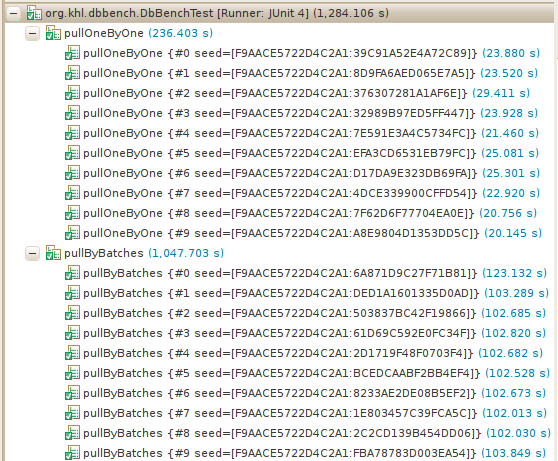 org.khl.dbbench.DbBenchTest [Runner: JUnit 4] (1,284.106 s)
pullOneByOne (236.403 s)
pullOneByOne {#0 seed=[F9AACE5722D4C2A1:39C91A52E4A72C89]} (23.880 s)
pullOneByOne {#1 seed=[F9AACE5722D4C2A1:8D9FA6AED065E7A5]} (23.520 s)
pullOneByOne {#2 seed=[F9AACE5722D4C2A1:376307281A1AF6E]} (29.411 s)
pullOneByOne {#3 seed=[F9AACE5722D4C2A1:32989B97ED5FF447]} (23.928 s)
pullOneByOne {#4 seed=[F9AACE5722D4C2A1:7E591E3A4C5734FC]} (21.460 s)
pullOneByOne {#5 seed=[F9AACE5722D4C2A1:EFA3CD6531EB79FC]} (25.081 s)
pullOneByOne {#6 seed=[F9AACE5722D4C2A1:D17DA9E323DB69FA]} (25.301 s)
pullOneByOne {#7 seed=[F9AACE5722D4C2A1:4DCE339900CFFD54]} (22.920 s)
pullOneByOne {#8 seed=[F9AACE5722D4C2A1:7F62D6F77704EA0E]} (20.756 s)
pullOneByOne {#9 seed=[F9AACE5722D4C2A1:A8E9804D1353DD5C]} (20.145 s)
pullByBatches (1,047.703 s)
pullByBatches {#0 seed=[F9AACE5722D4C2A1:6A871D9C27F71B81]} (123.132 s)
pullByBatches {#1 seed=[F9AACE5722D4C2A1:DED1A1601335D0AD]} (103.289 s)
pullByBatches {#2 seed=[F9AACE5722D4C2A1:503837BC42F19866]} (102.685 s)
pullByBatches {#3 seed=[F9AACE5722D4C2A1:61D69C592E0FC34F]} (102.820 s)
pullByBatches {#4 seed=[F9AACE5722D4C2A1:2D1719F48F0703F4]} (102.682 s)
pullByBatches {#5 seed=[F9AACE5722D4C2A1:BCEDCAABF2BB4EF4]} (102.528 s)
pullByBatches {#6 seed=[F9AACE5722D4C2A1:8233AE2DE08B5EF2]} (102.673 s)
pullByBatches {#7 seed=[F9AACE5722D4C2A1:1E803457C39FCA5C]} (102.013 s)
pullByBatches {#8 seed=[F9AACE5722D4C2A1:2C2CD139B454DD06]} (102.030 s)
pullByBatches {#9 seed=[F9AACE5722D4C2A1:FBA78783D003EA54]} (103.849 s)